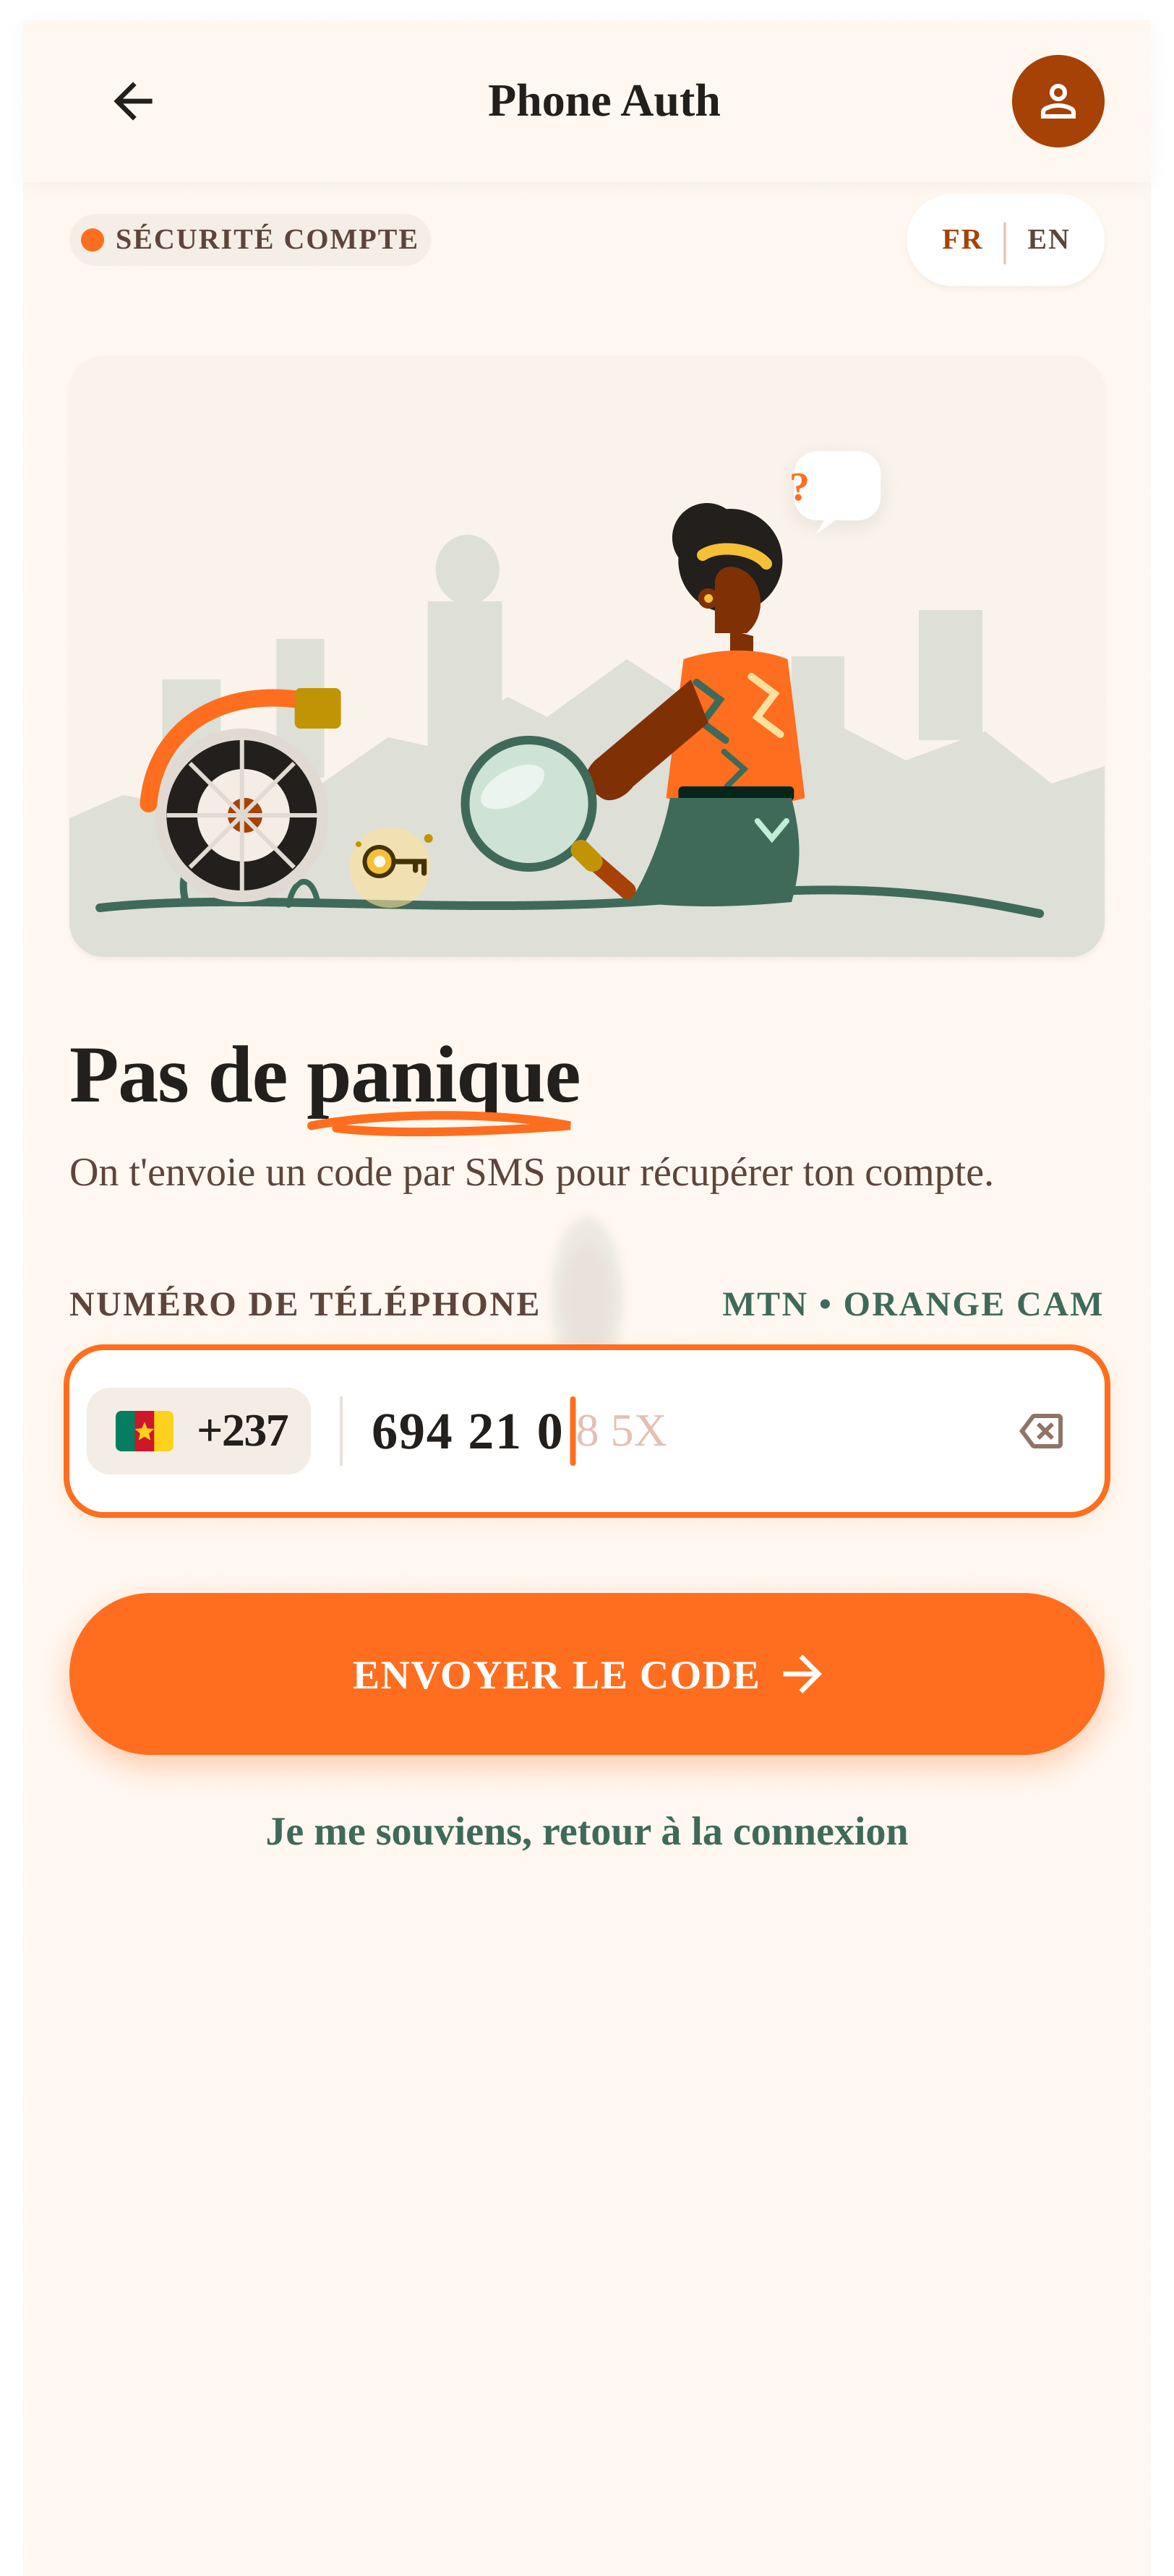 Phone Auth
SÉCURITÉ COMPTE
FR | EN
?
Pas de panique
On t'envoie un code par SMS pour récupérer ton compte.
NUMÉRO DE TÉLÉPHONE
MTN • ORANGE CAM
+237 694 21 08 5X
ENVOYER LE CODE →
Je me souviens, retour à la connexion